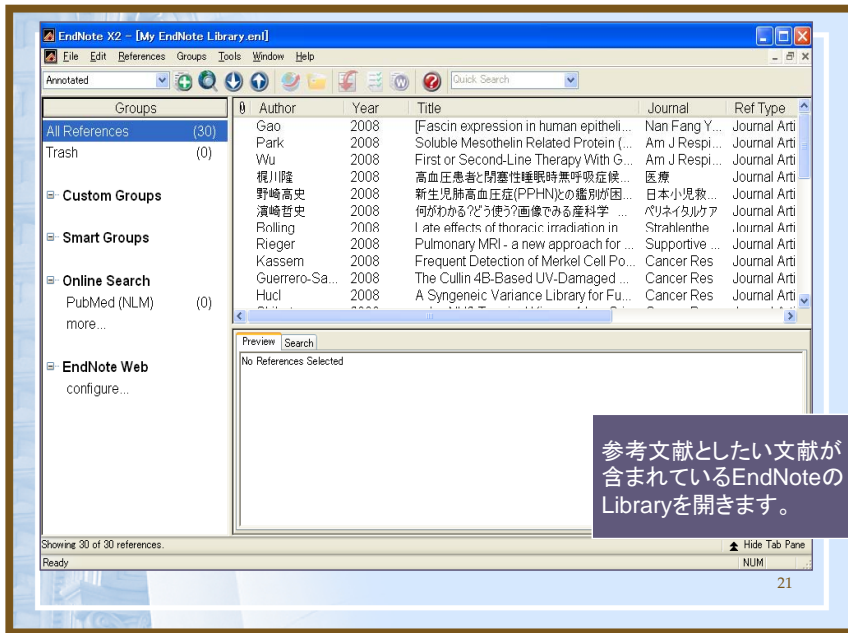 EndNote X2 - [My EndNote Library.enl]
File Edit References Groups Tools Window Help
Annotated Quick Search
Groups
All References (30)
Trash (0)
Custom Groups
Smart Groups
Online Search
PubMed (NLM) (0)
more...
EndNote Web
configure...
Author Year Title Journal Ref Type
Gao 2008 [Fascin expression in human epitheli... Nan Fang Y... Journal Arti
Park 2008 Soluble Mesothelin Related Protein (... Am J Respi... Journal Arti
Wu 2008 First or Second-Line Therapy With G... Am J Respi... Journal Arti
梶川隆 2008 高血圧患者と閉塞性睡眠時無呼吸症候... 医療 Journal Arti
野崎高史 2008 新生児肺高血圧症(PPHN)との鑑別が困... 日本小児救... Journal Arti
濱崎哲史 2008 何がわかる?どう使う?画像でみる産科学 ... ペリネイタルケア Journal Arti
Bolling 2008 Late effects of thoracic irradiation in Strahlenthe Journal Arti
Rieger 2008 Pulmonary MRI - a new approach for ... Supportive ... Journal Arti
Kassem 2008 Frequent Detection of Merkel Cell Po... Cancer Res Journal Arti
Guerrero-Sa... 2008 The Cullin 4B-Based UV-Damaged ... Cancer Res Journal Arti
Hucl 2008 A Syngeneic Variance Library for Fu... Cancer Res Journal Arti
Preview Search
No References Selected
参考文献としたい文献が
含まれているEndNoteの
Libraryを開きます。
Showing 30 of 30 references. Hide Tab Pane
Ready NUM
21